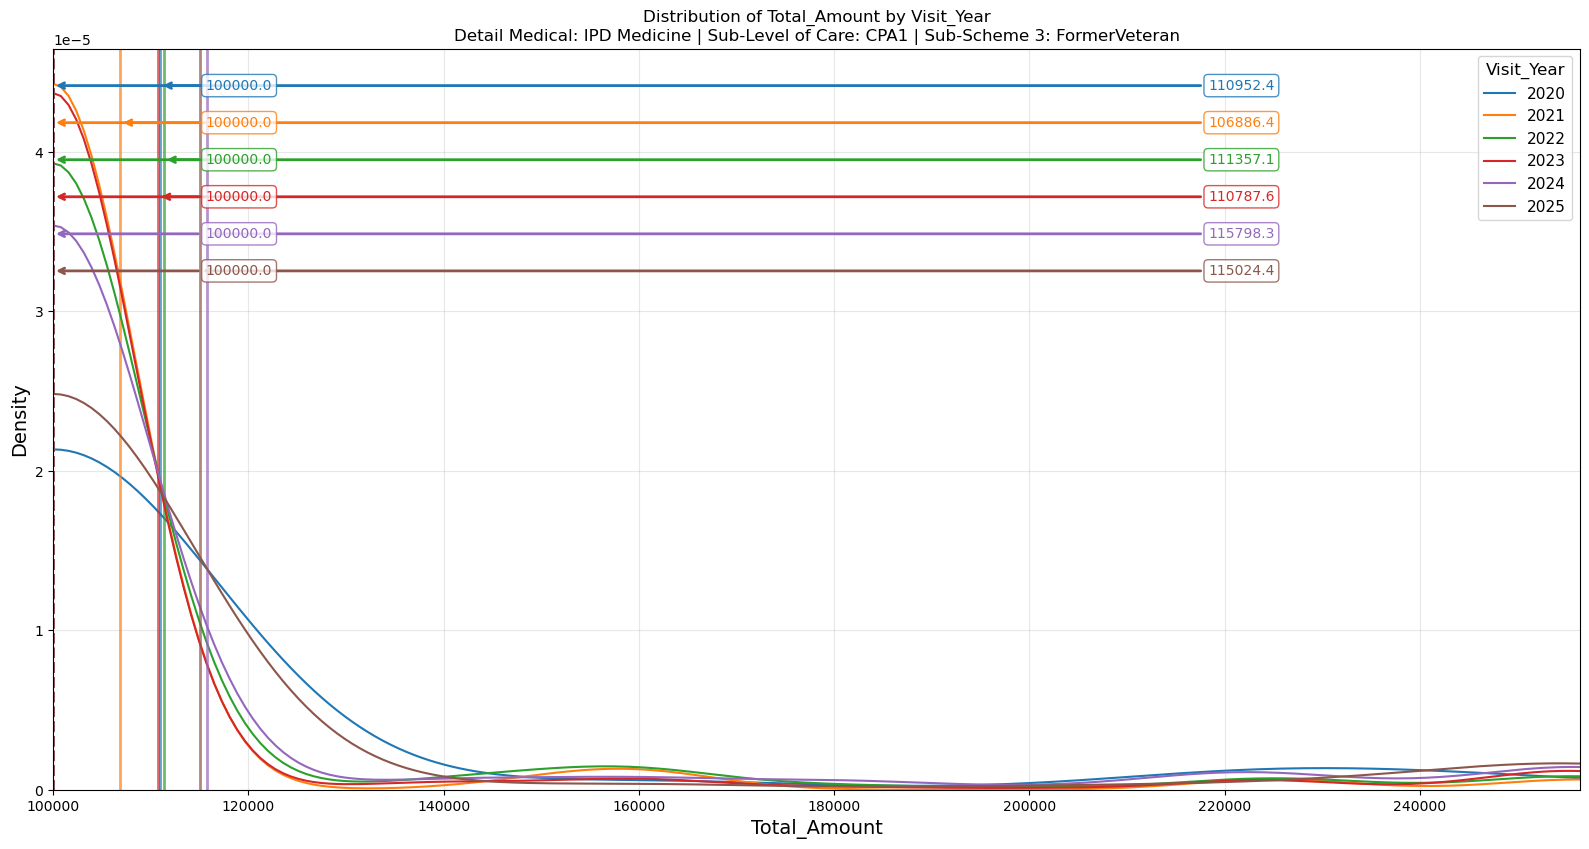 Distribution of Total_Amount by Visit_Year
Detail Medical: IPD Medicine | Sub-Level of Care: CPA1 | Sub-Scheme 3: FormerVeteran
1e−5
Visit_Year
2020
2021
2022
2023
2024
2025
100000.0 110952.4
100000.0 106886.4
100000.0 111357.1
100000.0 110787.6
100000.0 115798.3
100000.0 115024.4
Density
4
3
2
1
0
100000 120000 140000 160000 180000 200000 220000 240000
Total_Amount